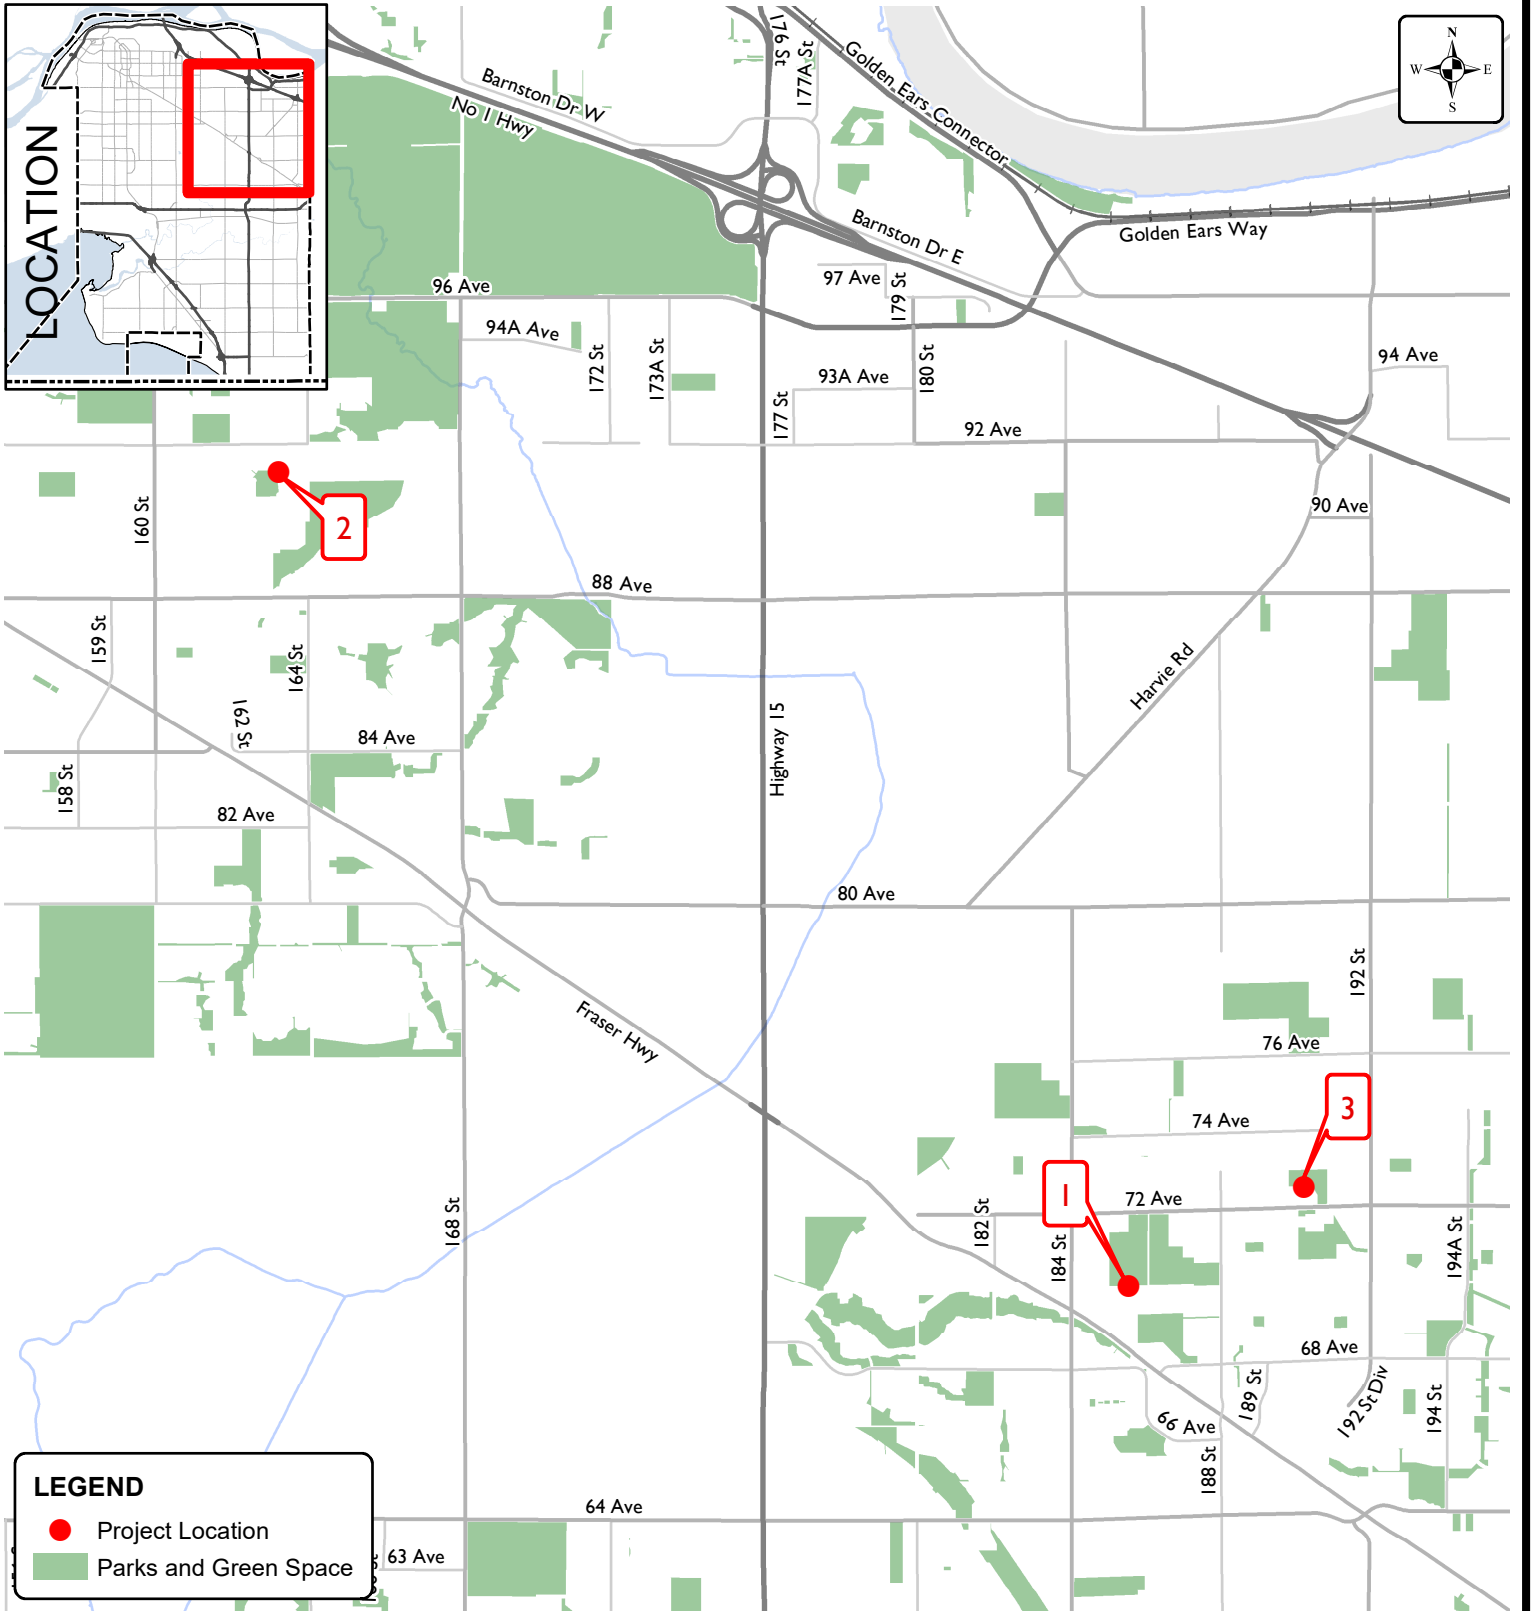 LOCATION
N
W
E
S
176 St
177A St
Golden Ears Connector
Barnston Dr W
No 1 Hwy
Barnston Dr E
Golden Ears Way
96 Ave
97 Ave
179 St
94A Ave
172 St
173A St
93A Ave
180 St
94 Ave
177 St
92 Ave
160 St
2
90 Ave
88 Ave
159 St
164 St
162 St
Harvie Rd
84 Ave
Highway 15
158 St
82 Ave
80 Ave
192 St
Fraser Hwy
76 Ave
3
74 Ave
1
72 Ave
168 St
182 St
184 St
194A St
68 Ave
189 St
192 St Div
194 St
66 Ave
188 St
64 Ave
63 Ave
LEGEND
Project Location
Parks and Green Space